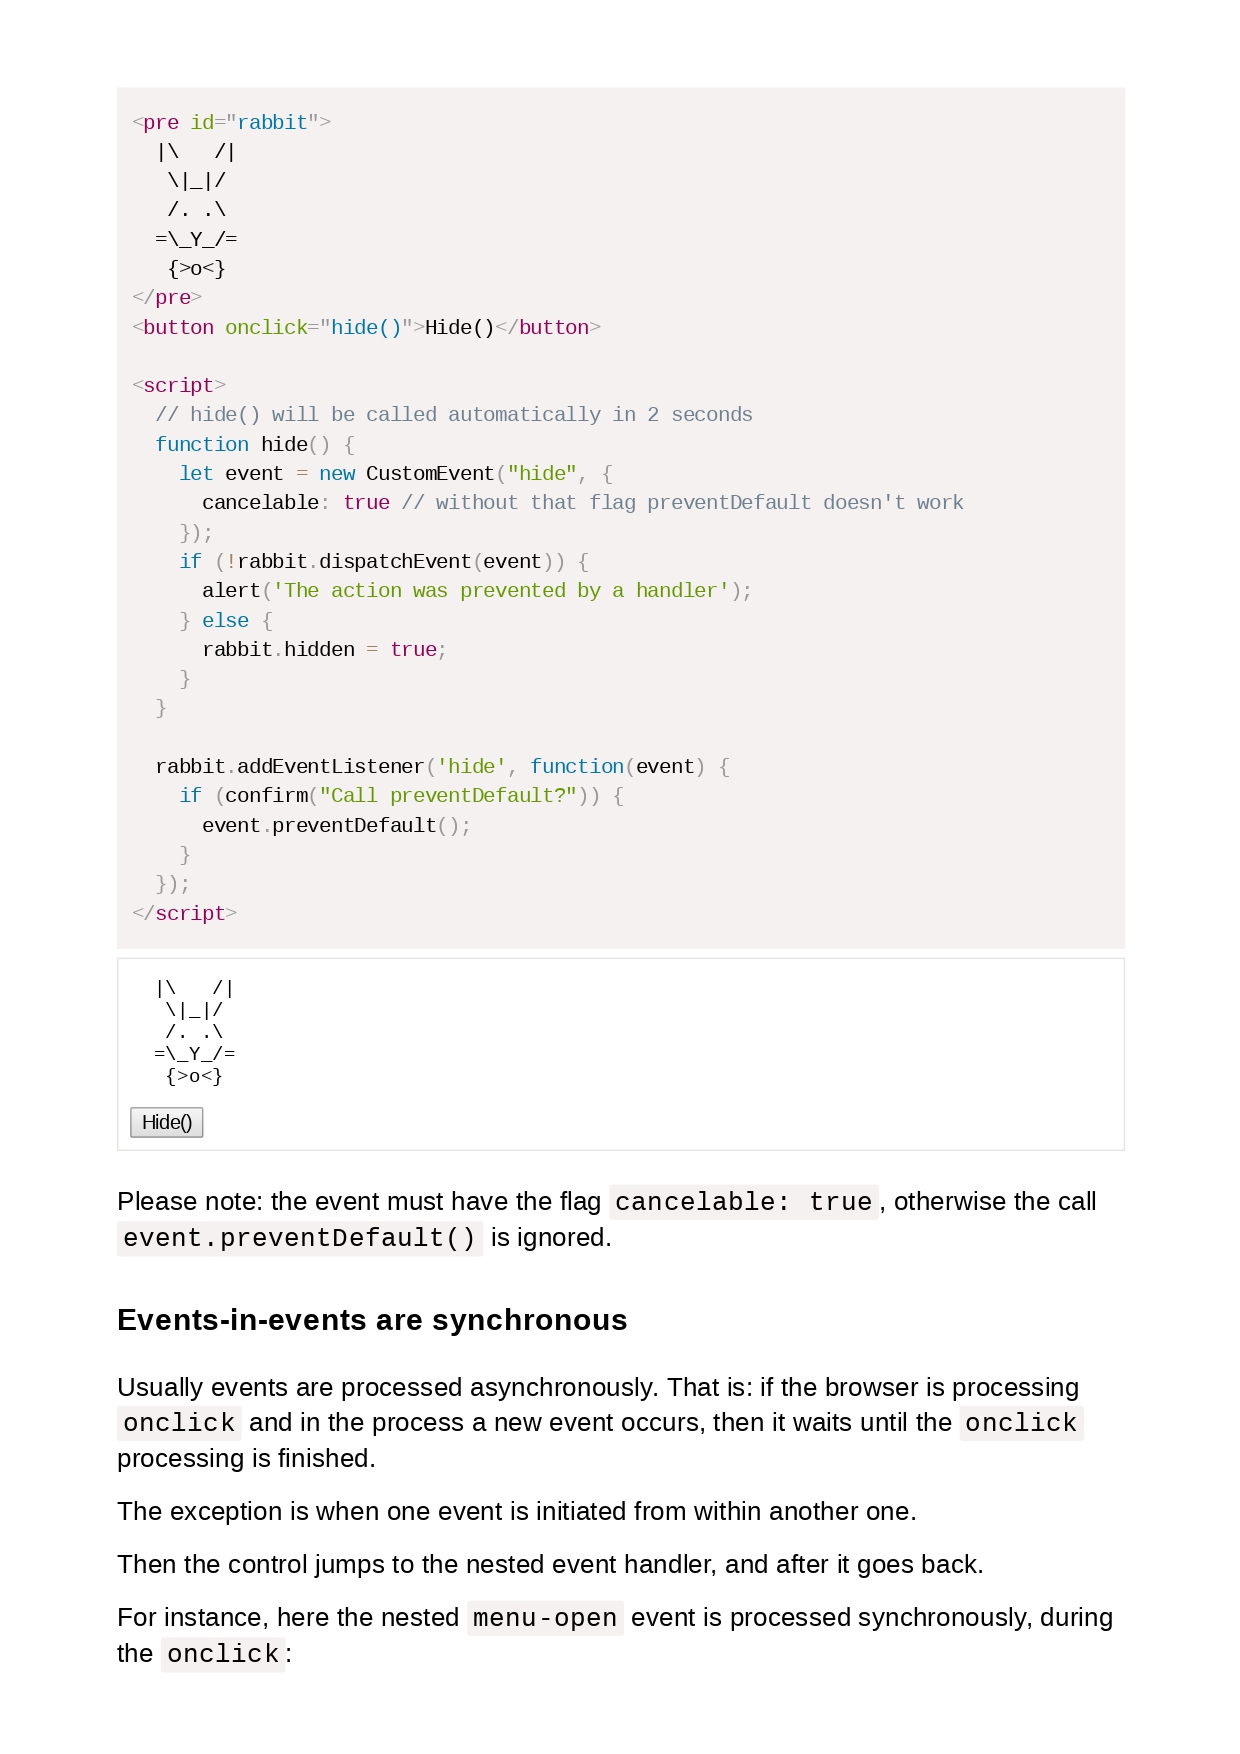 <pre id="rabbit">
  |\   /|
   \|_|/
   /. .\
  =\_Y_/=
   {>o<}
</pre>
<button onclick="hide()">Hide()</button>

<script>
  // hide() will be called automatically in 2 seconds
  function hide() {
    let event = new CustomEvent("hide", {
      cancelable: true // without that flag preventDefault doesn't work
    });
    if (!rabbit.dispatchEvent(event)) {
      alert('The action was prevented by a handler');
    } else {
      rabbit.hidden = true;
    }
  }

  rabbit.addEventListener('hide', function(event) {
    if (confirm("Call preventDefault?")) {
      event.preventDefault();
    }
  });
</script>
  |\   /|
   \|_|/
   /. .\
  =\_Y_/=
   {>o<}
Hide()
Please note: the event must have the flag cancelable: true, otherwise the call
event.preventDefault() is ignored.
Events-in-events are synchronous
Usually events are processed asynchronously. That is: if the browser is processing
onclick and in the process a new event occurs, then it waits until the onclick
processing is finished.
The exception is when one event is initiated from within another one.
Then the control jumps to the nested event handler, and after it goes back.
For instance, here the nested menu-open event is processed synchronously, during
the onclick: